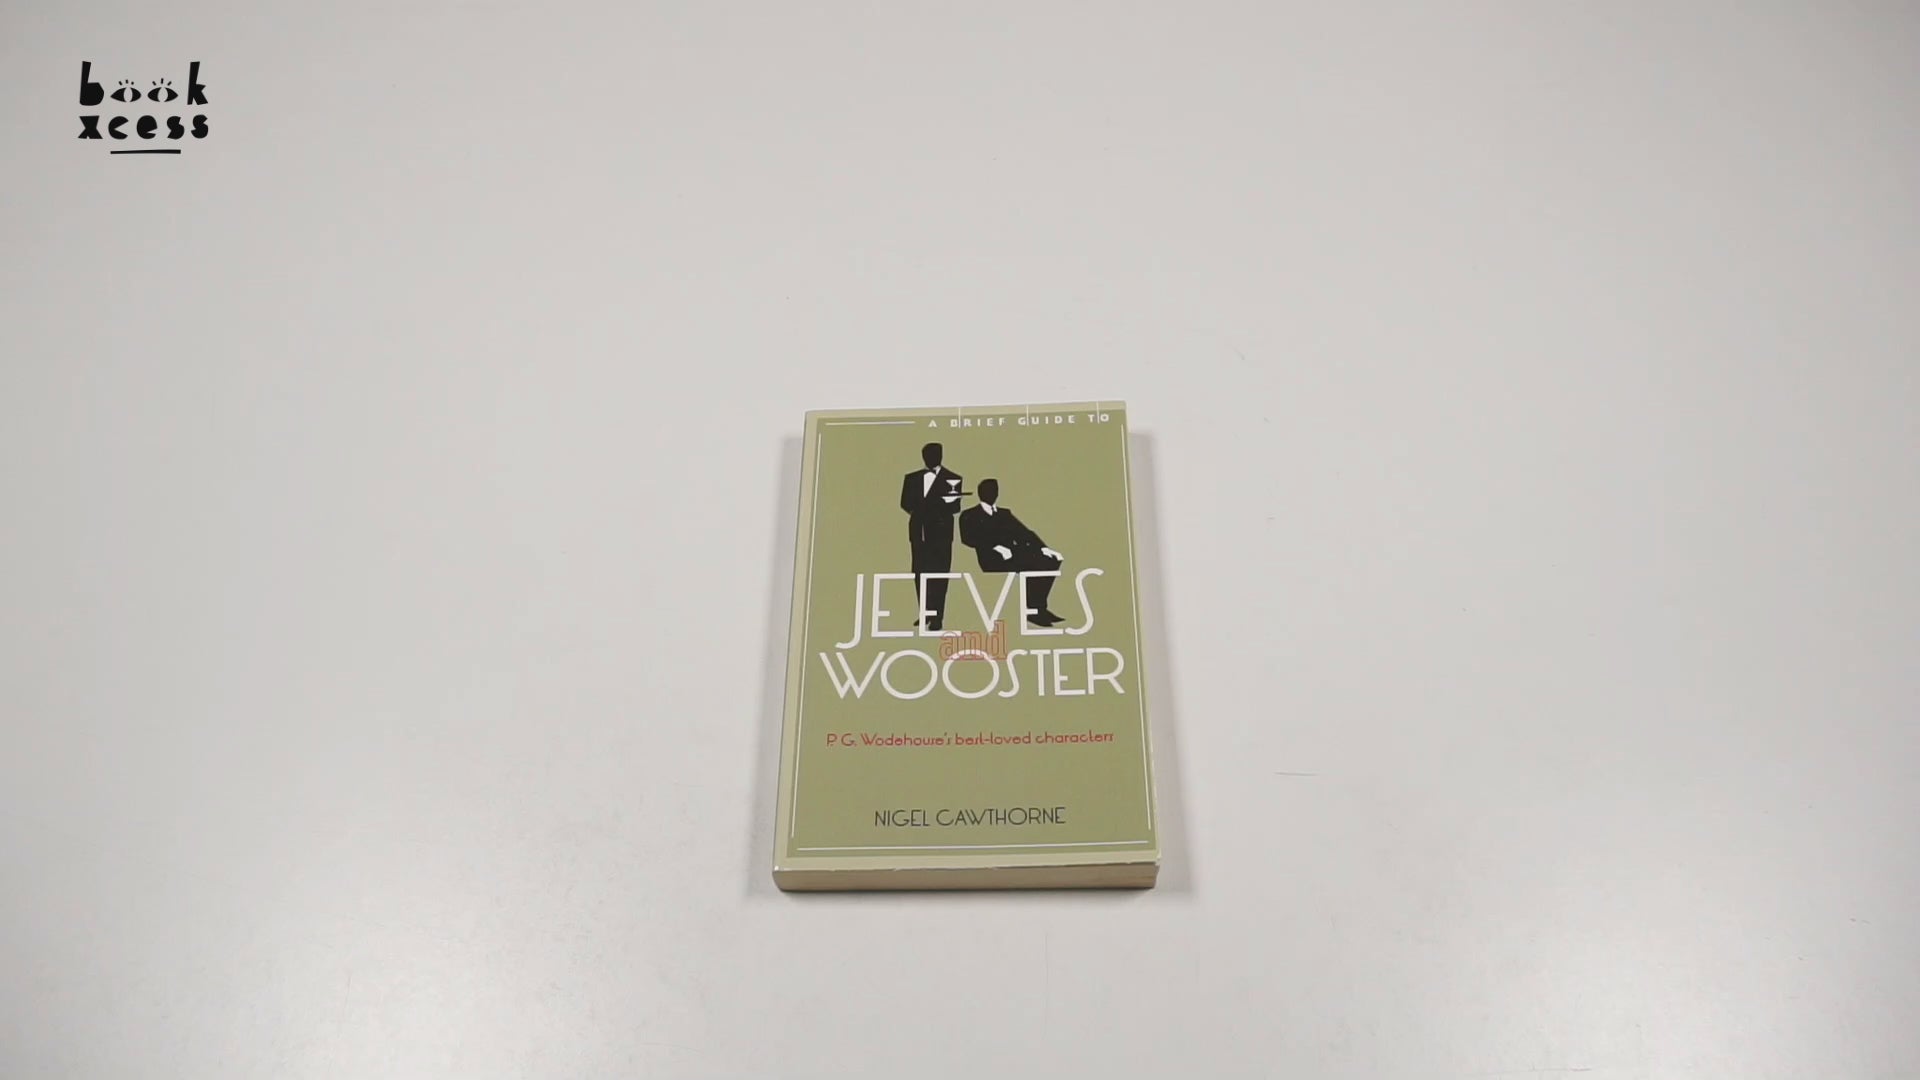 book
xcess
A BRIEF GUIDE TO
JEEVES
and
WOOSTER
P. G. Wodehouse's best-loved characters
NIGEL CAWTHORNE